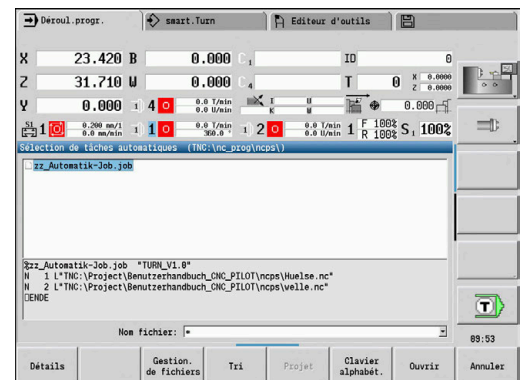 Déroul.progr. smart.Turn Editeur d'outils
X 23.420 B 0.000 C 1 ID 0
Z 31.710 W 0.000 C 4 T 0 X 0.0000 Z 0.0000
Y 0.000 4 0 0.0 T/min 0.0 U/min 0.000
S1 1 0.200 mm/1 0.0 mm/min 1 0 0.0 T/min 360.0 ° 2 0 0.0 T/min 0.0 U/min 1 F 100% R 100% S 1 100%
Sélection de tâches automatiques (TNC:\nc_prog\ncps\)
zz_Automatik-Job.job
%zz_Automatik-Job.job "TURN_V1.0"
N 1 L"TNC:\Project\Benutzerhandbuch_CNC_PILOT\ncps\Huelse.nc"
N 2 L"TNC:\Project\Benutzerhandbuch_CNC_PILOT\ncps\welle.nc"
ENDE
T
Nom fichier: *
09:53
Détails Gestion. de fichiers Tri Projet Clavier alphabét. Ouvrir Annuler